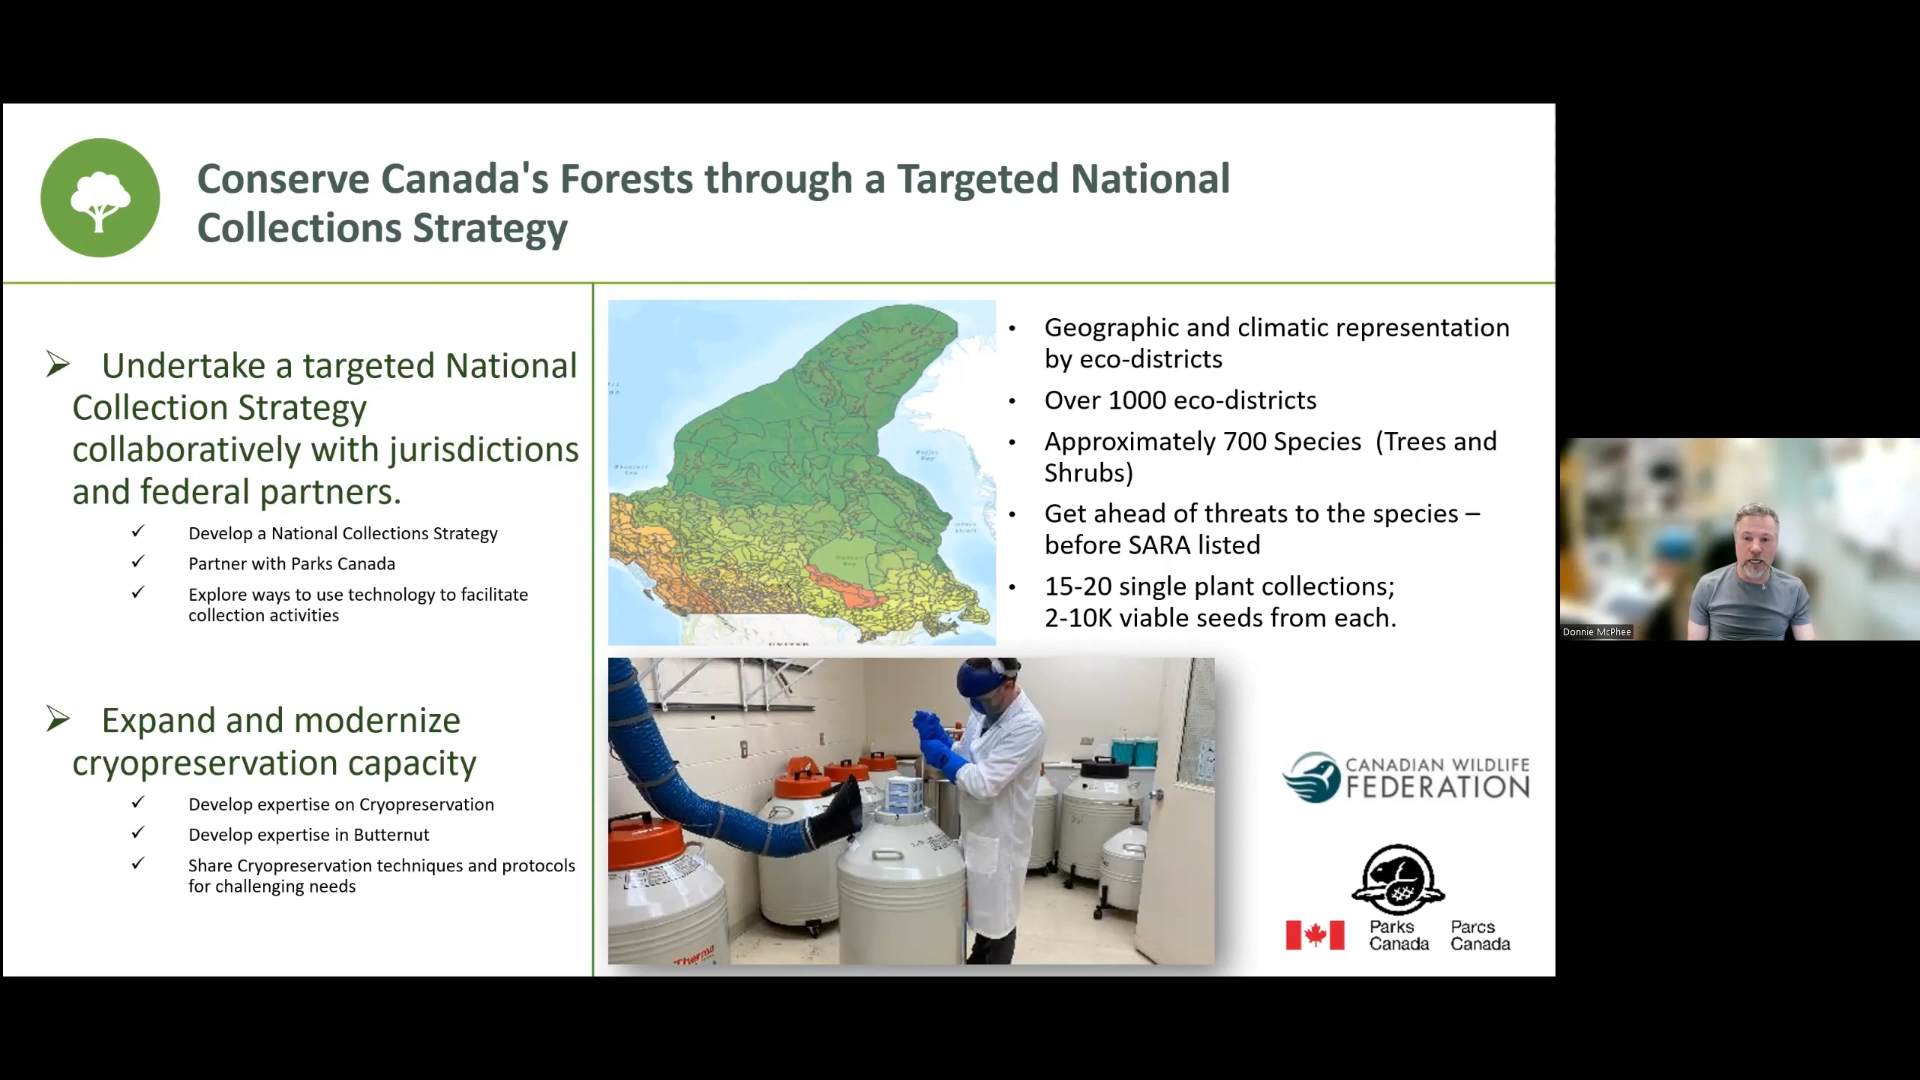 Conserve Canada's Forests through a Targeted National
Collections Strategy
Undertake a targeted National
Collection Strategy
collaboratively with jurisdictions
and federal partners.
Develop a National Collections Strategy
Partner with Parks Canada
Explore ways to use technology to facilitate
collection activities
Expand and modernize
cryopreservation capacity
Develop expertise on Cryopreservation
Develop expertise in Butternut
Share Cryopreservation techniques and protocols
for challenging needs
Geographic and climatic representation
by eco-districts
Over 1000 eco-districts
Approximately 700 Species (Trees and
Shrubs)
Get ahead of threats to the species –
before SARA listed
15-20 single plant collections;
2-10K viable seeds from each.
UNITED
Thermo
CANADIAN WILDLIFE
FEDERATION
Parks
Canada
Parcs
Canada
Donnie McPhee